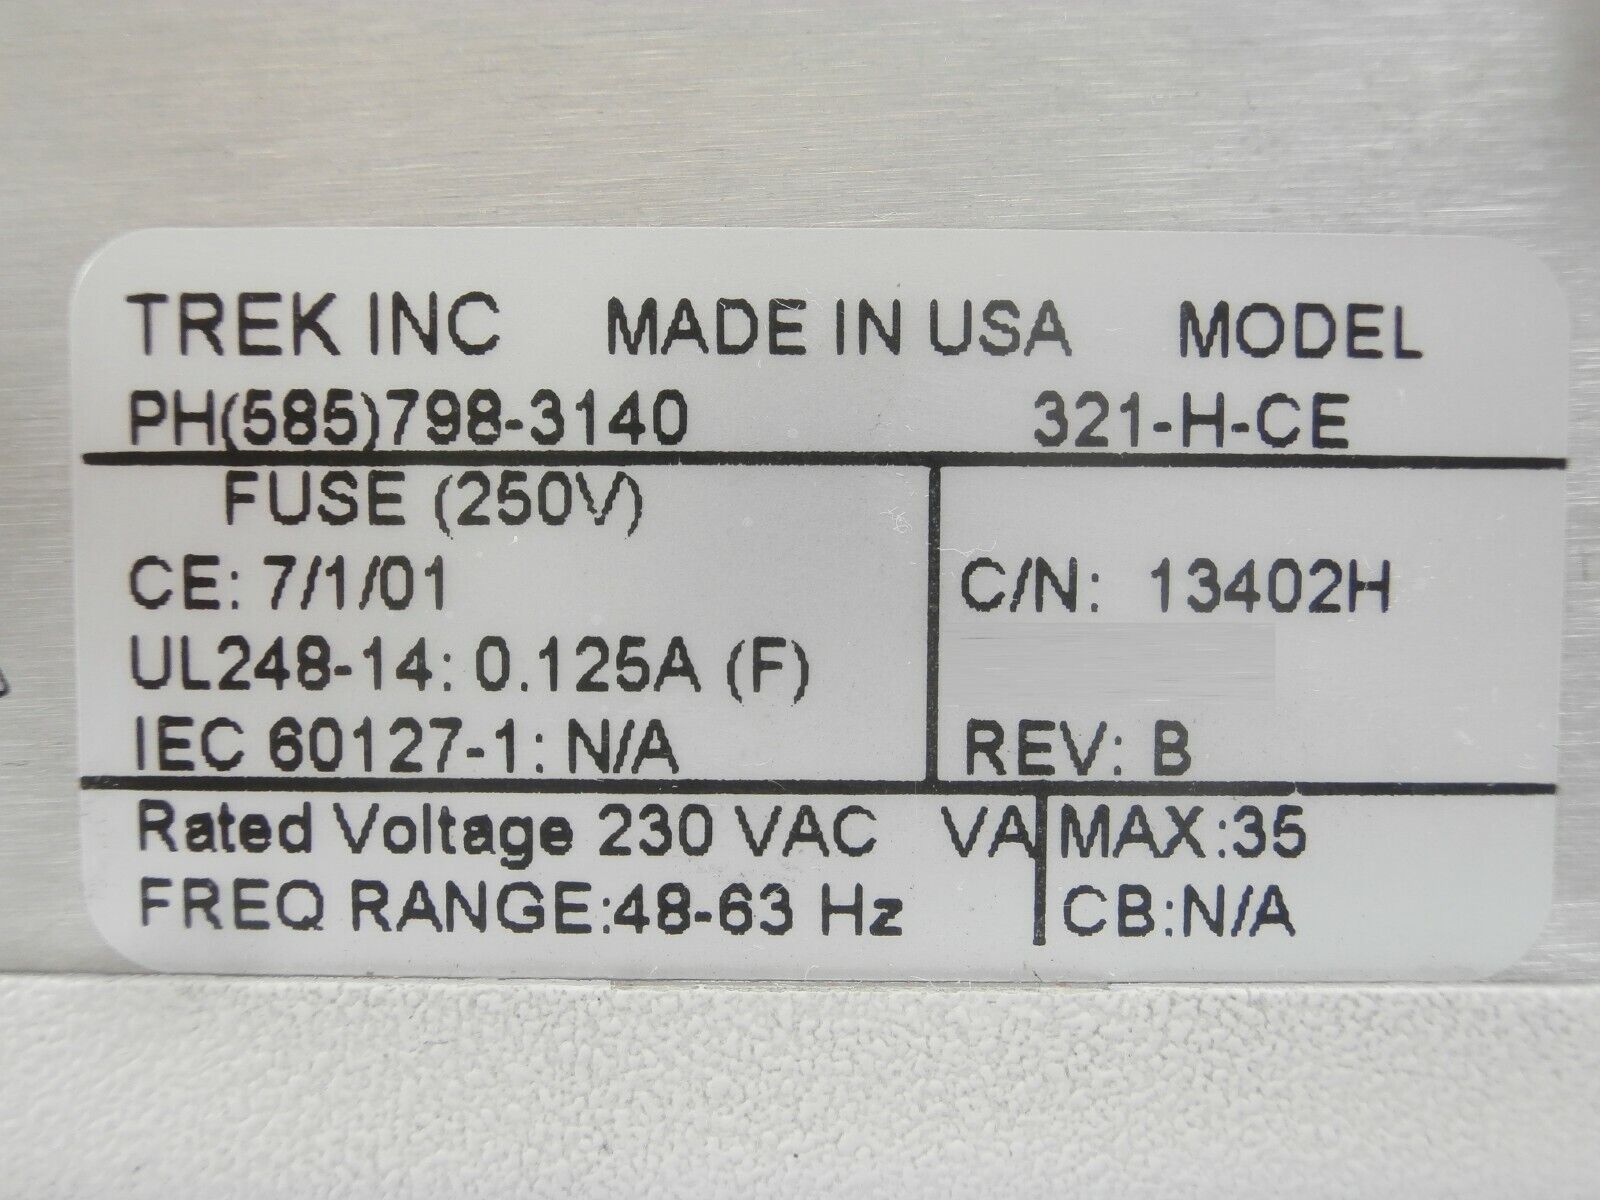 TREK INC MADE IN USA MODEL
PH(585)798-3140 321-H-CE
FUSE (250V)
CE: 7/1/01
C/N: 13402H
UL248-14: 0.125A (F)
IEC 60127-1: N/A
REV: B
Rated Voltage 230 VAC VA MAX:35
FREQ RANGE:48-63 Hz CB:N/A